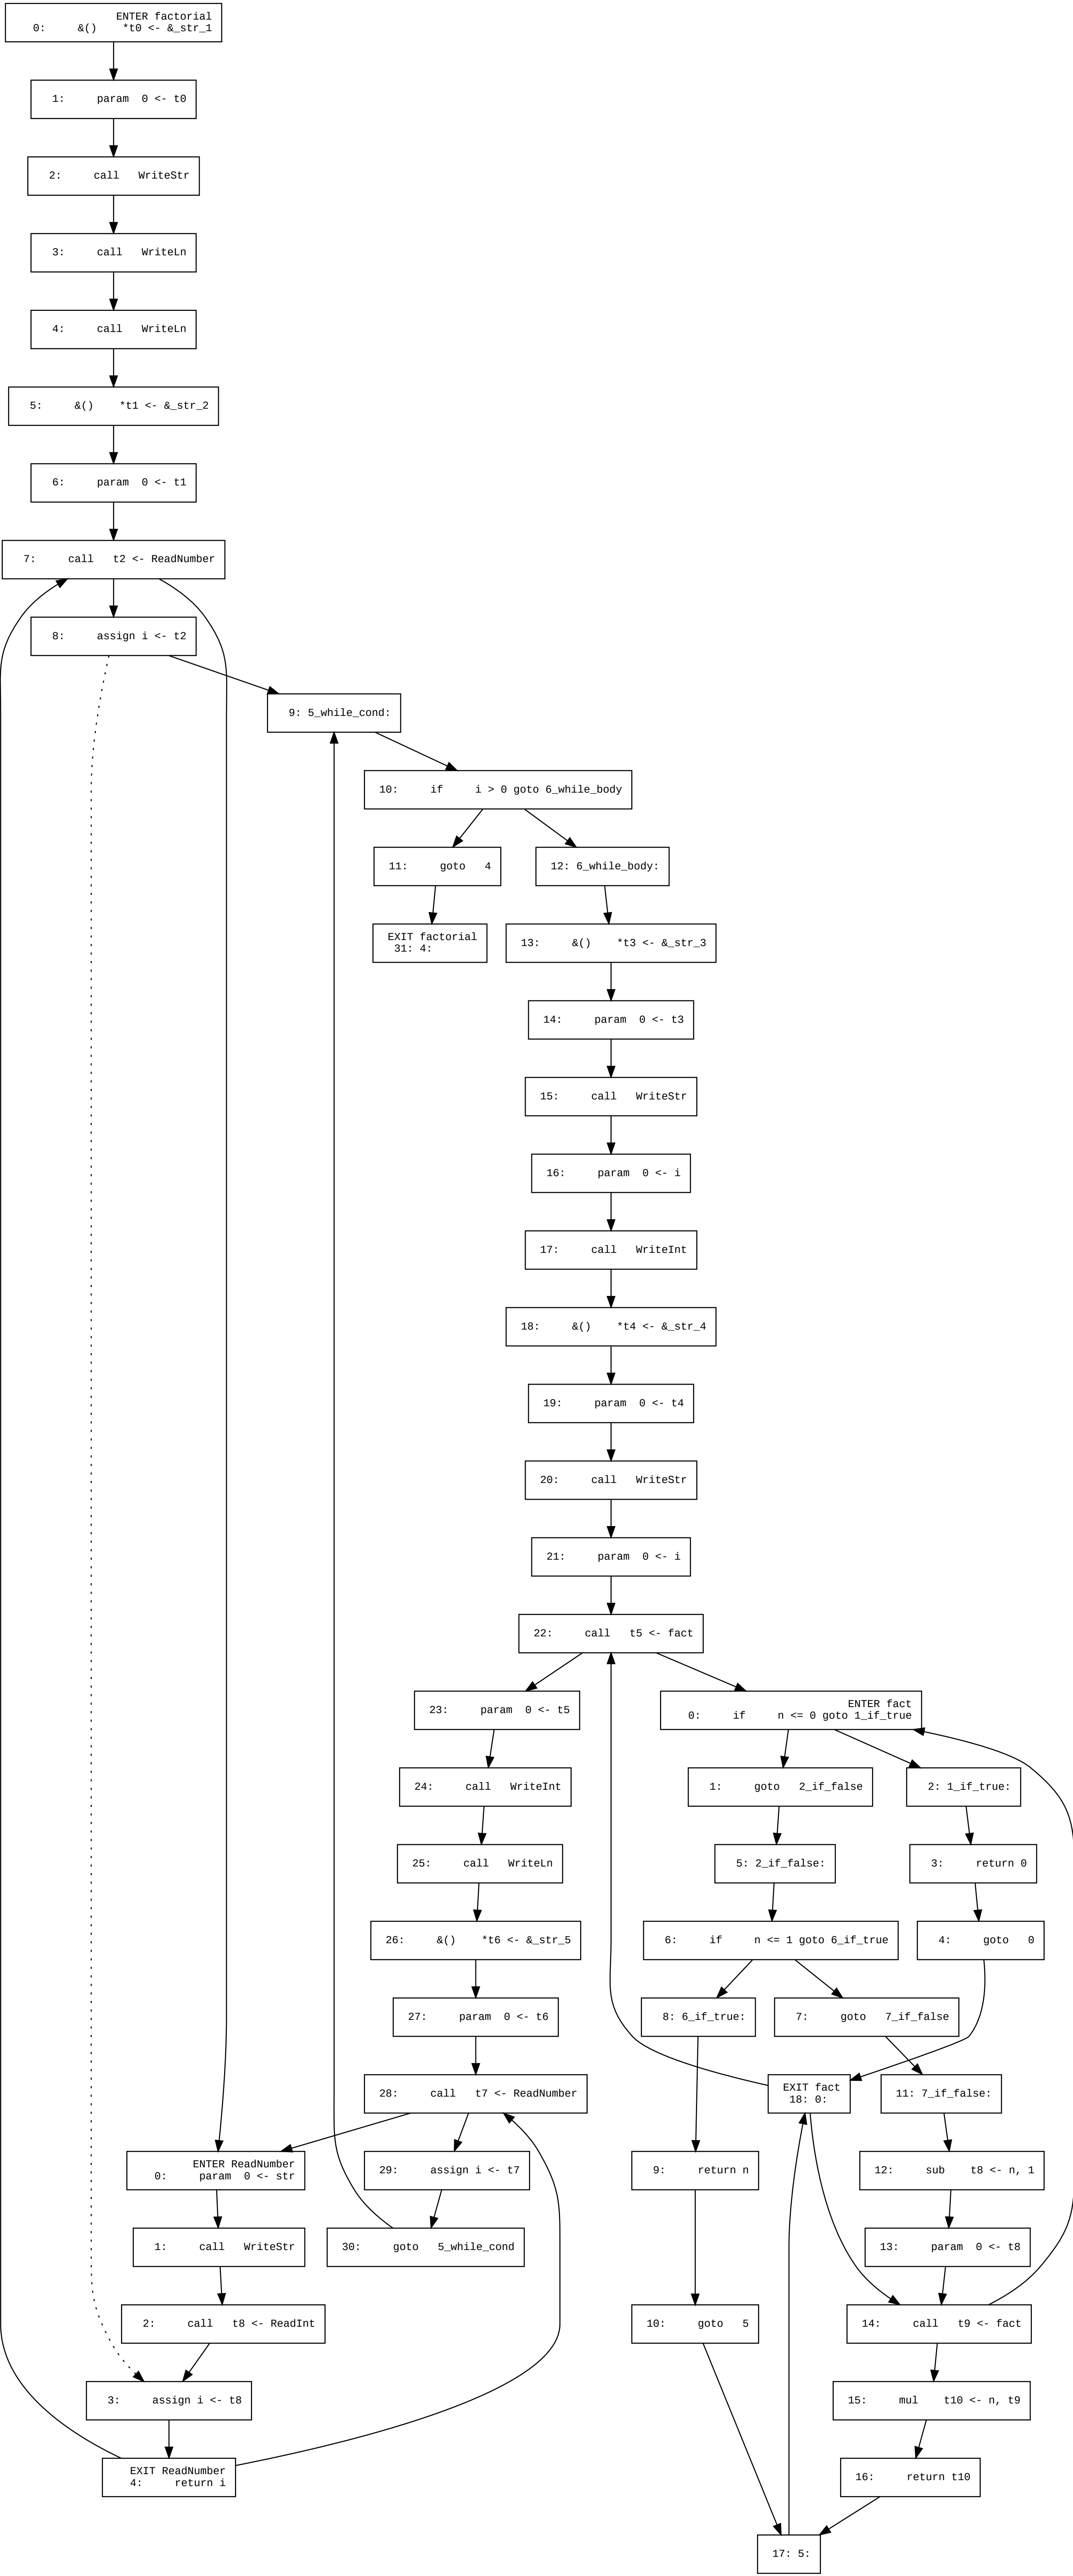 ENTER factorial
0: &() *t0 <- &_str_1
1: param 0 <- t0
2: call WriteStr
3: call WriteLn
4: call WriteLn
5: &() *t1 <- &_str_2
6: param 0 <- t1
7: call t2 <- ReadNumber
8: assign i <- t2
9: 5_while_cond:
10: if i > 0 goto 6_while_body
11: goto 4
12: 6_while_body:
EXIT factorial
31: 4:
13: &() *t3 <- &_str_3
14: param 0 <- t3
15: call WriteStr
16: param 0 <- i
17: call WriteInt
18: &() *t4 <- &_str_4
19: param 0 <- t4
20: call WriteStr
21: param 0 <- i
22: call t5 <- fact
23: param 0 <- t5
ENTER fact
0: if n <= 0 goto 1_if_true
24: call WriteInt
1: goto 2_if_false
2: 1_if_true:
25: call WriteLn
5: 2_if_false:
3: return 0
26: &() *t6 <- &_str_5
6: if n <= 1 goto 6_if_true
4: goto 0
27: param 0 <- t6
8: 6_if_true:
7: goto 7_if_false
28: call t7 <- ReadNumber
EXIT fact
18: 0:
11: 7_if_false:
ENTER ReadNumber
0: param 0 <- str
29: assign i <- t7
9: return n
12: sub t8 <- n, 1
1: call WriteStr
30: goto 5_while_cond
13: param 0 <- t8
2: call t8 <- ReadInt
10: goto 5
14: call t9 <- fact
3: assign i <- t8
15: mul t10 <- n, t9
EXIT ReadNumber
4: return i
16: return t10
17: 5: